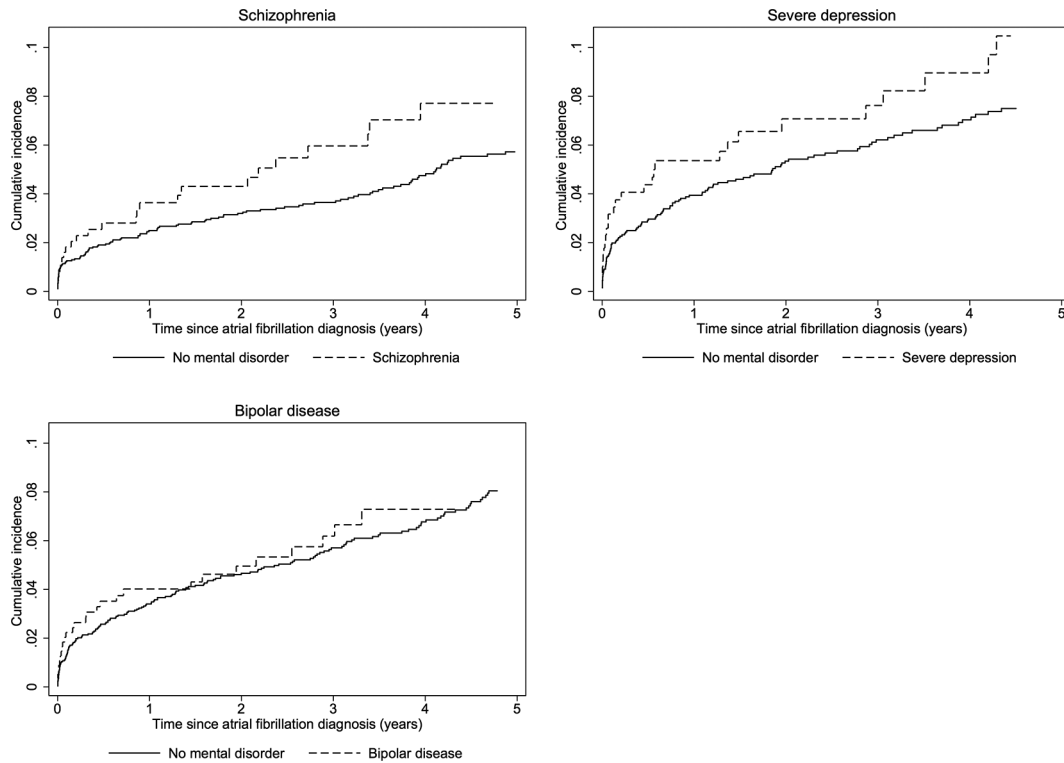 Schizophrenia
Cumulative incidence
.1
.08
.06
.04
.02
0
0 1 2 3 4 5
Time since atrial fibrillation diagnosis (years)
No mental disorder Schizophrenia
Severe depression
Cumulative incidence
.1
.08
.06
.04
.02
0
0 1 2 3 4 5
Time since atrial fibrillation diagnosis (years)
No mental disorder Severe depression
Bipolar disease
Cumulative incidence
.1
.08
.06
.04
.02
0
0 1 2 3 4 5
Time since atrial fibrillation diagnosis (years)
No mental disorder Bipolar disease